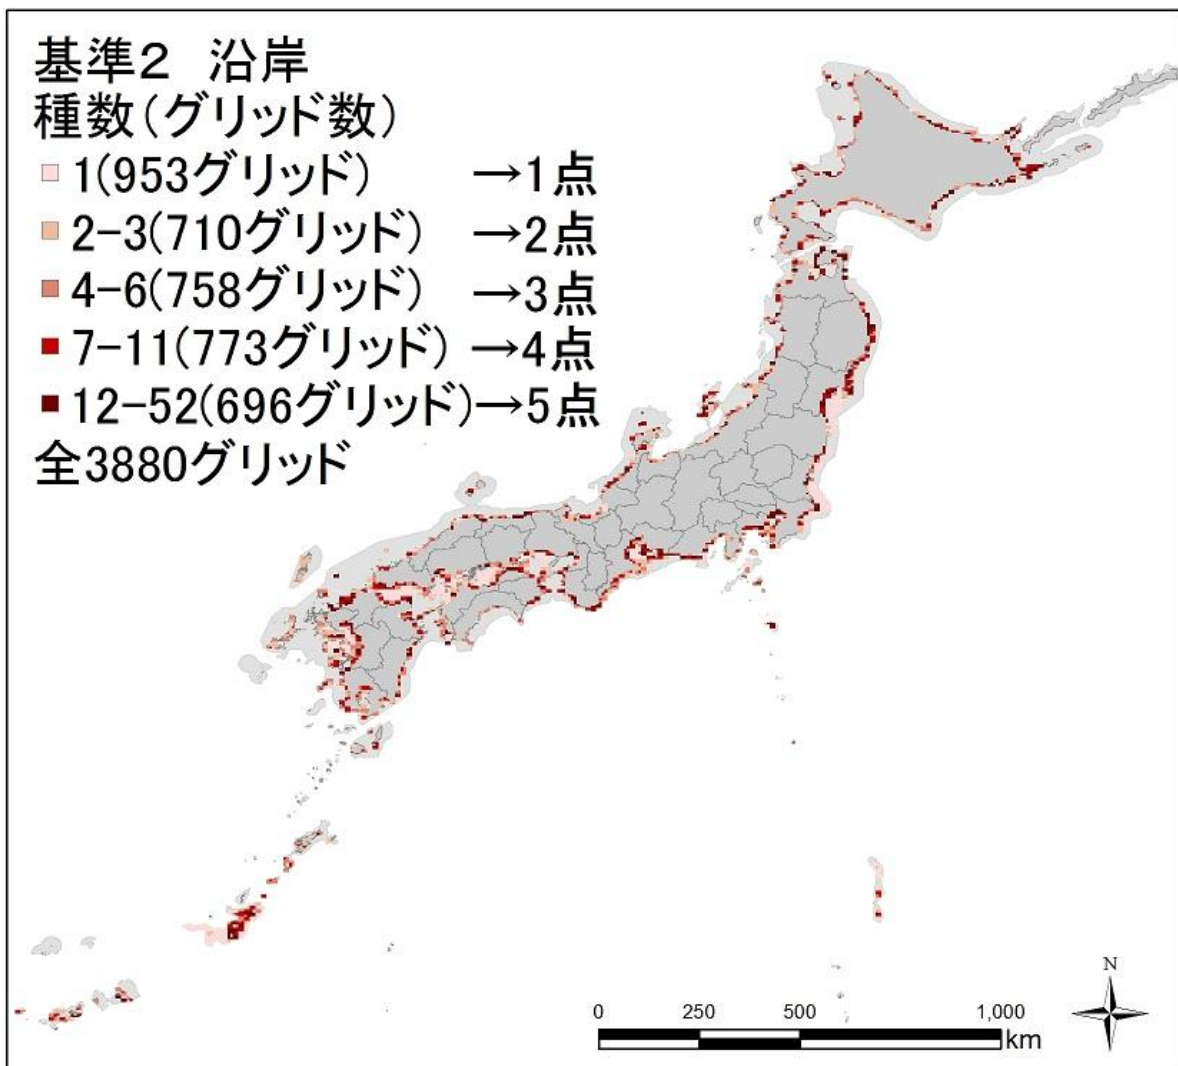 基準2　沿岸
種数(グリッド数)
1(953グリッド) →1点
2-3(710グリッド) →2点
4-6(758グリッド) →3点
7-11(773グリッド) →4点
12-52(696グリッド)→5点
全3880グリッド
N
0 250 500 1,000
km